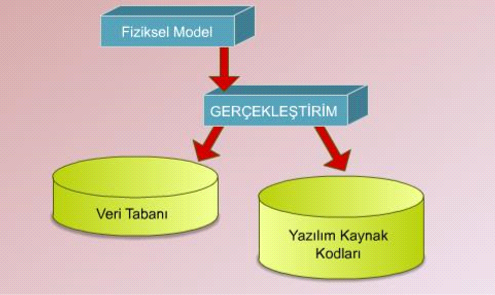 Fiziksel Model
GERÇEKLEŞTİRİM
Veri Tabanı
Yazılım Kaynak
Kodları